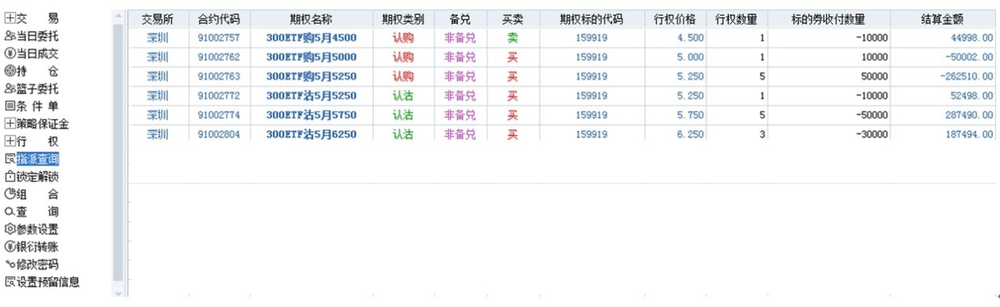 交 易
当日委托
当日成交
持 仓
篮子委托
条 件 单
策略保证金
行 权
指派查询
锁定解锁
组 合
查 询
参数设置
银衍转账
修改密码
设置预留信息
交易所 合约代码 期权名称 期权类别 备兑 买卖 期权标的代码 行权价格 行权数量 标的券收付数量 结算金额
深圳 91002757 300ETF购5月4500 认购 非备兑 卖 159919 4.500 1 -10000 44998.00
深圳 91002762 300ETF购5月5000 认购 非备兑 买 159919 5.000 1 10000 -50002.00
深圳 91002763 300ETF购5月5250 认购 非备兑 买 159919 5.250 5 50000 -262510.00
深圳 91002772 300ETF沽5月5250 认沽 非备兑 买 159919 5.250 1 -10000 52498.00
深圳 91002774 300ETF沽5月5750 认沽 非备兑 买 159919 5.750 5 -50000 287490.00
深圳 91002804 300ETF沽5月6250 认沽 非备兑 买 159919 6.250 3 -30000 187494.00